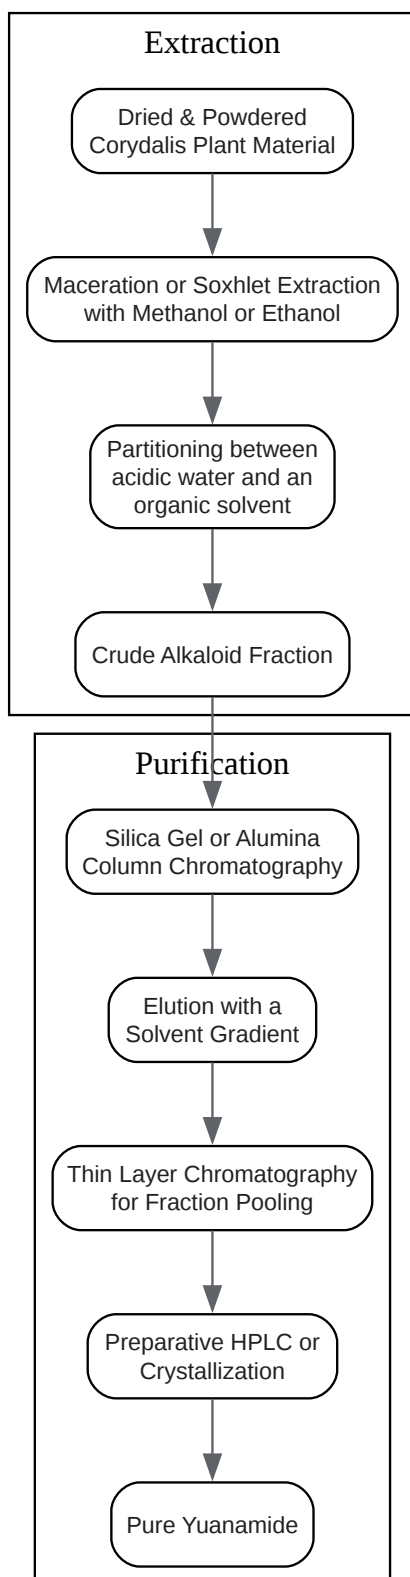 Extraction
Dried & Powdered
Corydalis Plant Material
Maceration or Soxhlet Extraction
with Methanol or Ethanol
Partitioning between
acidic water and an
organic solvent
Crude Alkaloid Fraction
Purification
Silica Gel or Alumina
Column Chromatography
Elution with a
Solvent Gradient
Thin Layer Chromatography
for Fraction Pooling
Preparative HPLC or
Crystallization
Pure Yuanamide